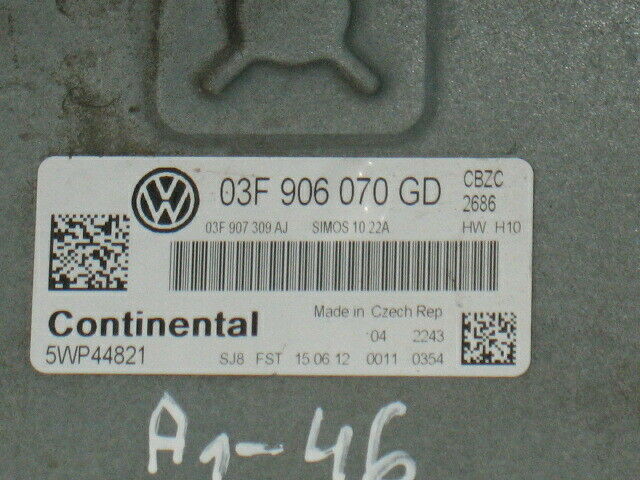 03F 906 070 GD CBZC
2686
03F 907 309 AJ SIMOS 10.22A HW H10
Made in Czech Rep
Continental
04 2243
5WP44821
SJ8 FST 15.06.12 0011 0354
A1-46